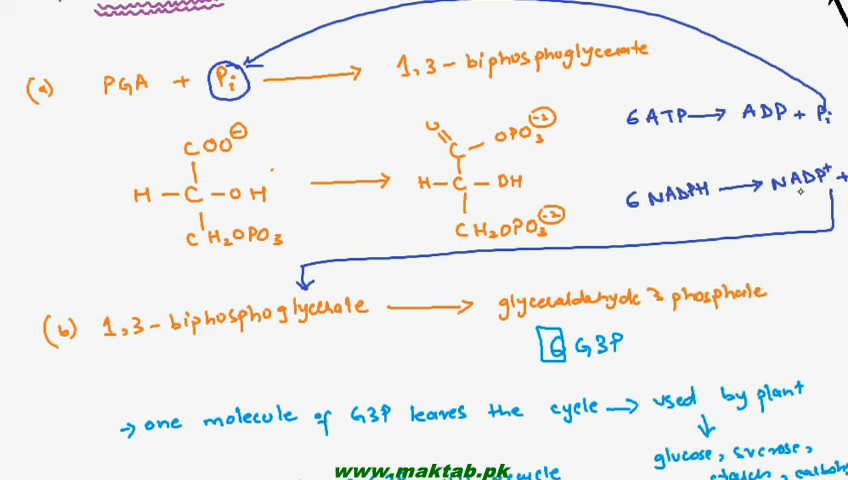 (a) PGA + Pi → 1,3-biphosphoglycerate
6 ATP → ADP + Pi
COO⊖
H-C-OH
CH2OPO3
→
O
C-OPO3 -2
H-C-OH
CH2OPO3 -2
6 NADPH → NADP+ +
(b) 1,3-biphosphoglycerate → glyceraldehyde 3 phosphate
6 G3P
→ one molecule of G3P leaves the cycle → used by plant
glucose, sucrose,
starch,
www.maktab.pk
cycle